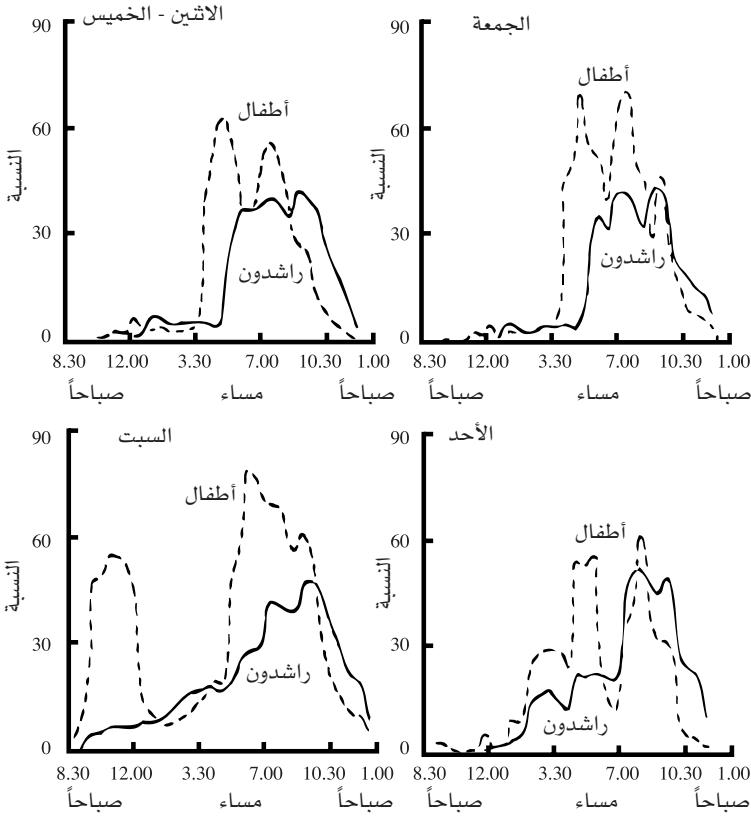 الاثنين - الخميس
90
60
30
0
النسبة
أطفال
راشدون
8.30 12.00 3.30 7.00 10.30 1.00
صباحاً مساء صباحاً
الجمعة
90
60
30
0
النسبة
أطفال
راشدون
8.30 12.00 3.30 7.00 10.30 1.00
صباحاً مساء صباحاً
السبت
90
60
30
0
النسبة
أطفال
راشدون
8.30 12.00 3.30 7.00 10.30 1.00
صباحاً مساء صباحاً
الأحد
90
60
30
0
النسبة
أطفال
راشدون
8.30 12.00 3.30 7.00 10.30 1.00
صباحاً مساء صباحاً